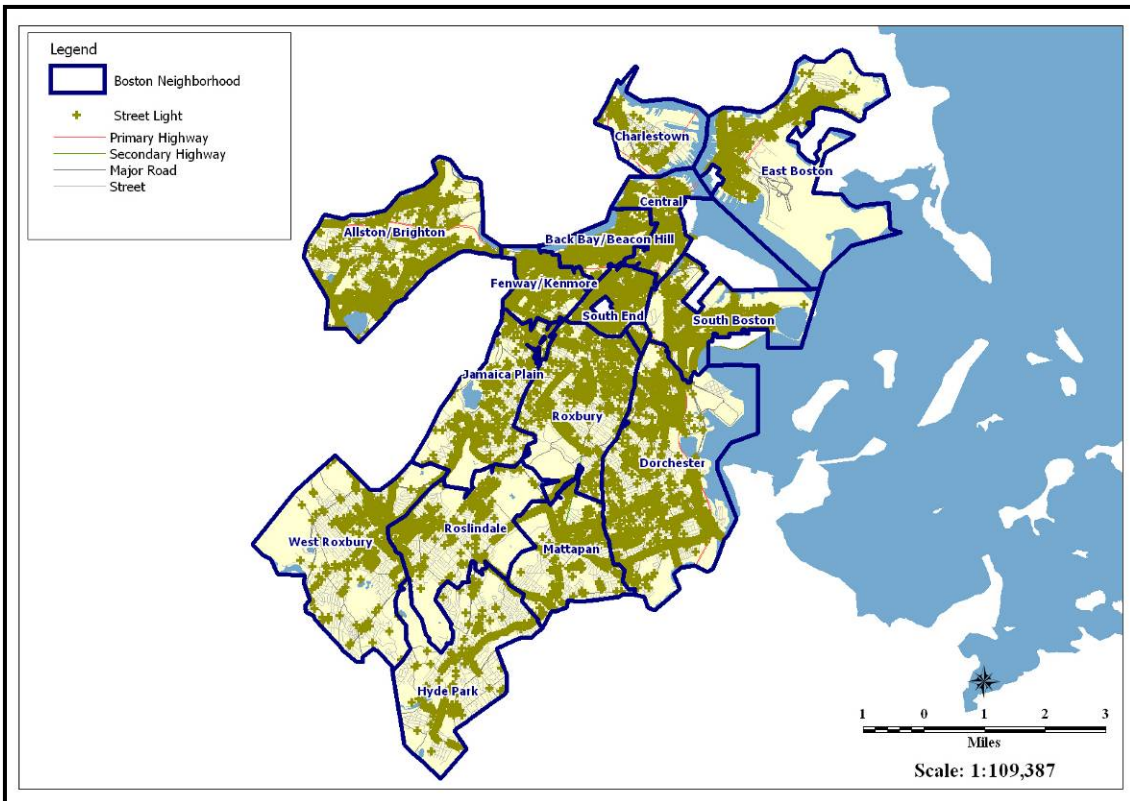 Legend
Boston Neighborhood
Street Light
Primary Highway
Secondary Highway
Major Road
Street
Charlestown
East Boston
Central
Allston/Brighton
Back Bay/Beacon Hill
Fenway/Kenmore
South End
South Boston
Jamaica Plain
Roxbury
Dorchester
Roslindale
West Roxbury
Mattapan
Hyde Park
1 0 1 2 3
Miles
Scale: 1:109,387